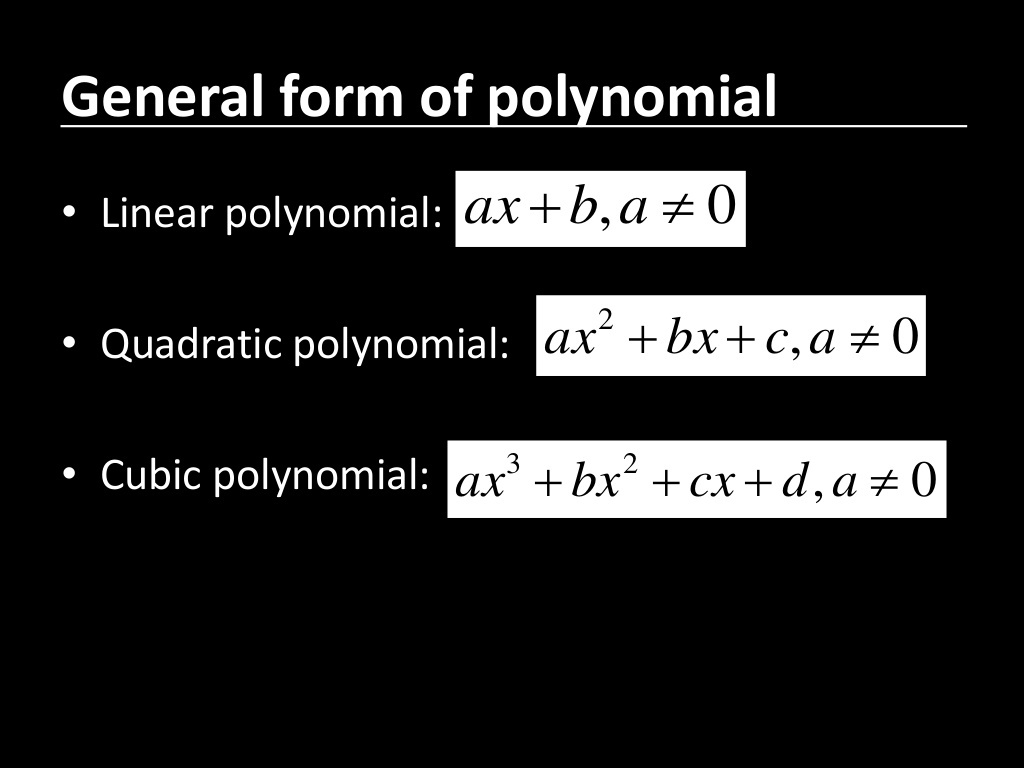 General form of polynomial
• Linear polynomial: ax + b, a ≠ 0
• Quadratic polynomial: ax² + bx + c, a ≠ 0
• Cubic polynomial: ax³ + bx² + cx + d, a ≠ 0